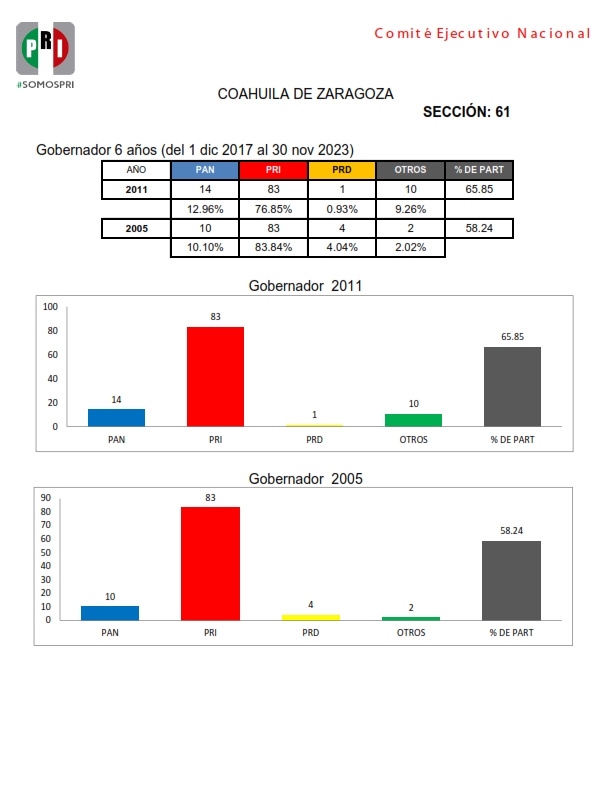 Comité Ejecutivo Nacional
PRI
#SOMOSPRI
COAHUILA DE ZARAGOZA
SECCIÓN: 61
Gobernador 6 años (del 1 dic 2017 al 30 nov 2023)
AÑO PAN PRI PRD OTROS % DE PART
2011 14 83 1 10 65.85
12.96% 76.85% 0.93% 9.26%
2005 10 83 4 2 58.24
10.10% 83.84% 4.04% 2.02%
Gobernador 2011
100
80
60
40
20
0
14
83
1
10
65.85
PAN PRI PRD OTROS % DE PART
Gobernador 2005
90
80
70
60
50
40
30
20
10
0
10
83
4
2
58.24
PAN PRI PRD OTROS % DE PART